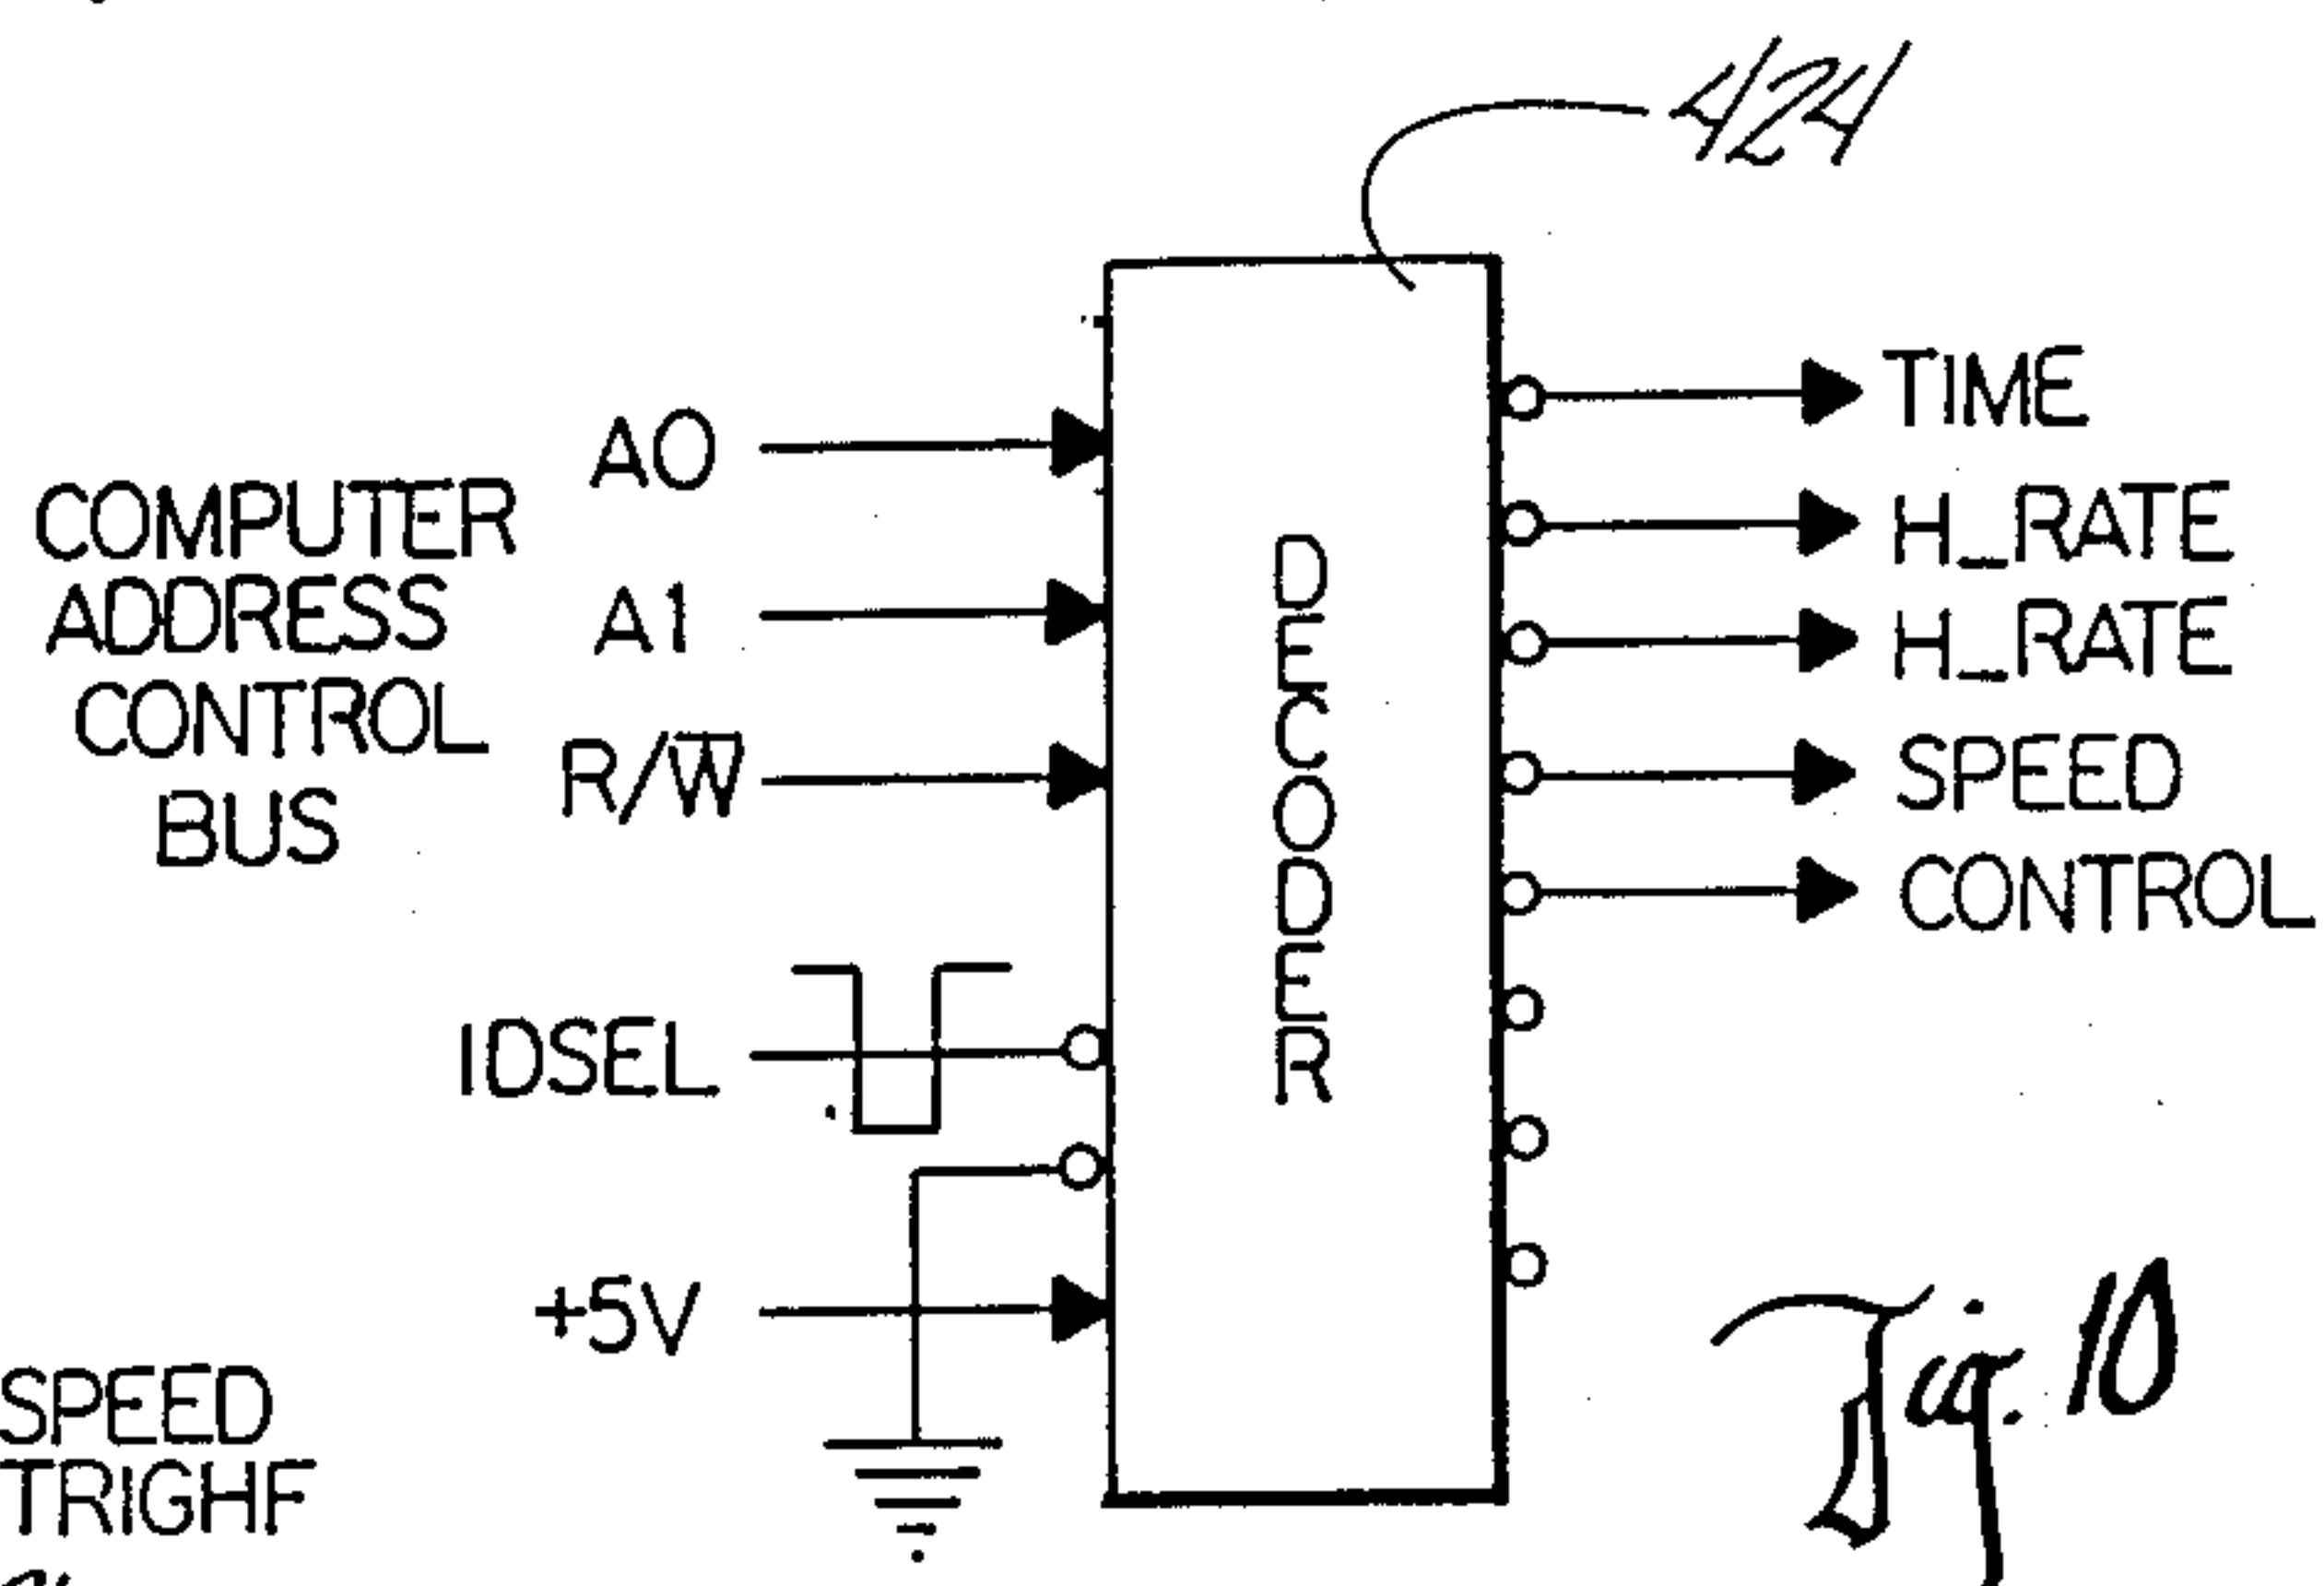 424
TIME
A0
H_RATE
COMPUTER
ADDRESS
CONTROL
BUS
A1
H_RATE
R/W̅
SPEED
CONTROL
DECODER
IOSEL
+5V
Fig. 10
SPEED
TRIGHF